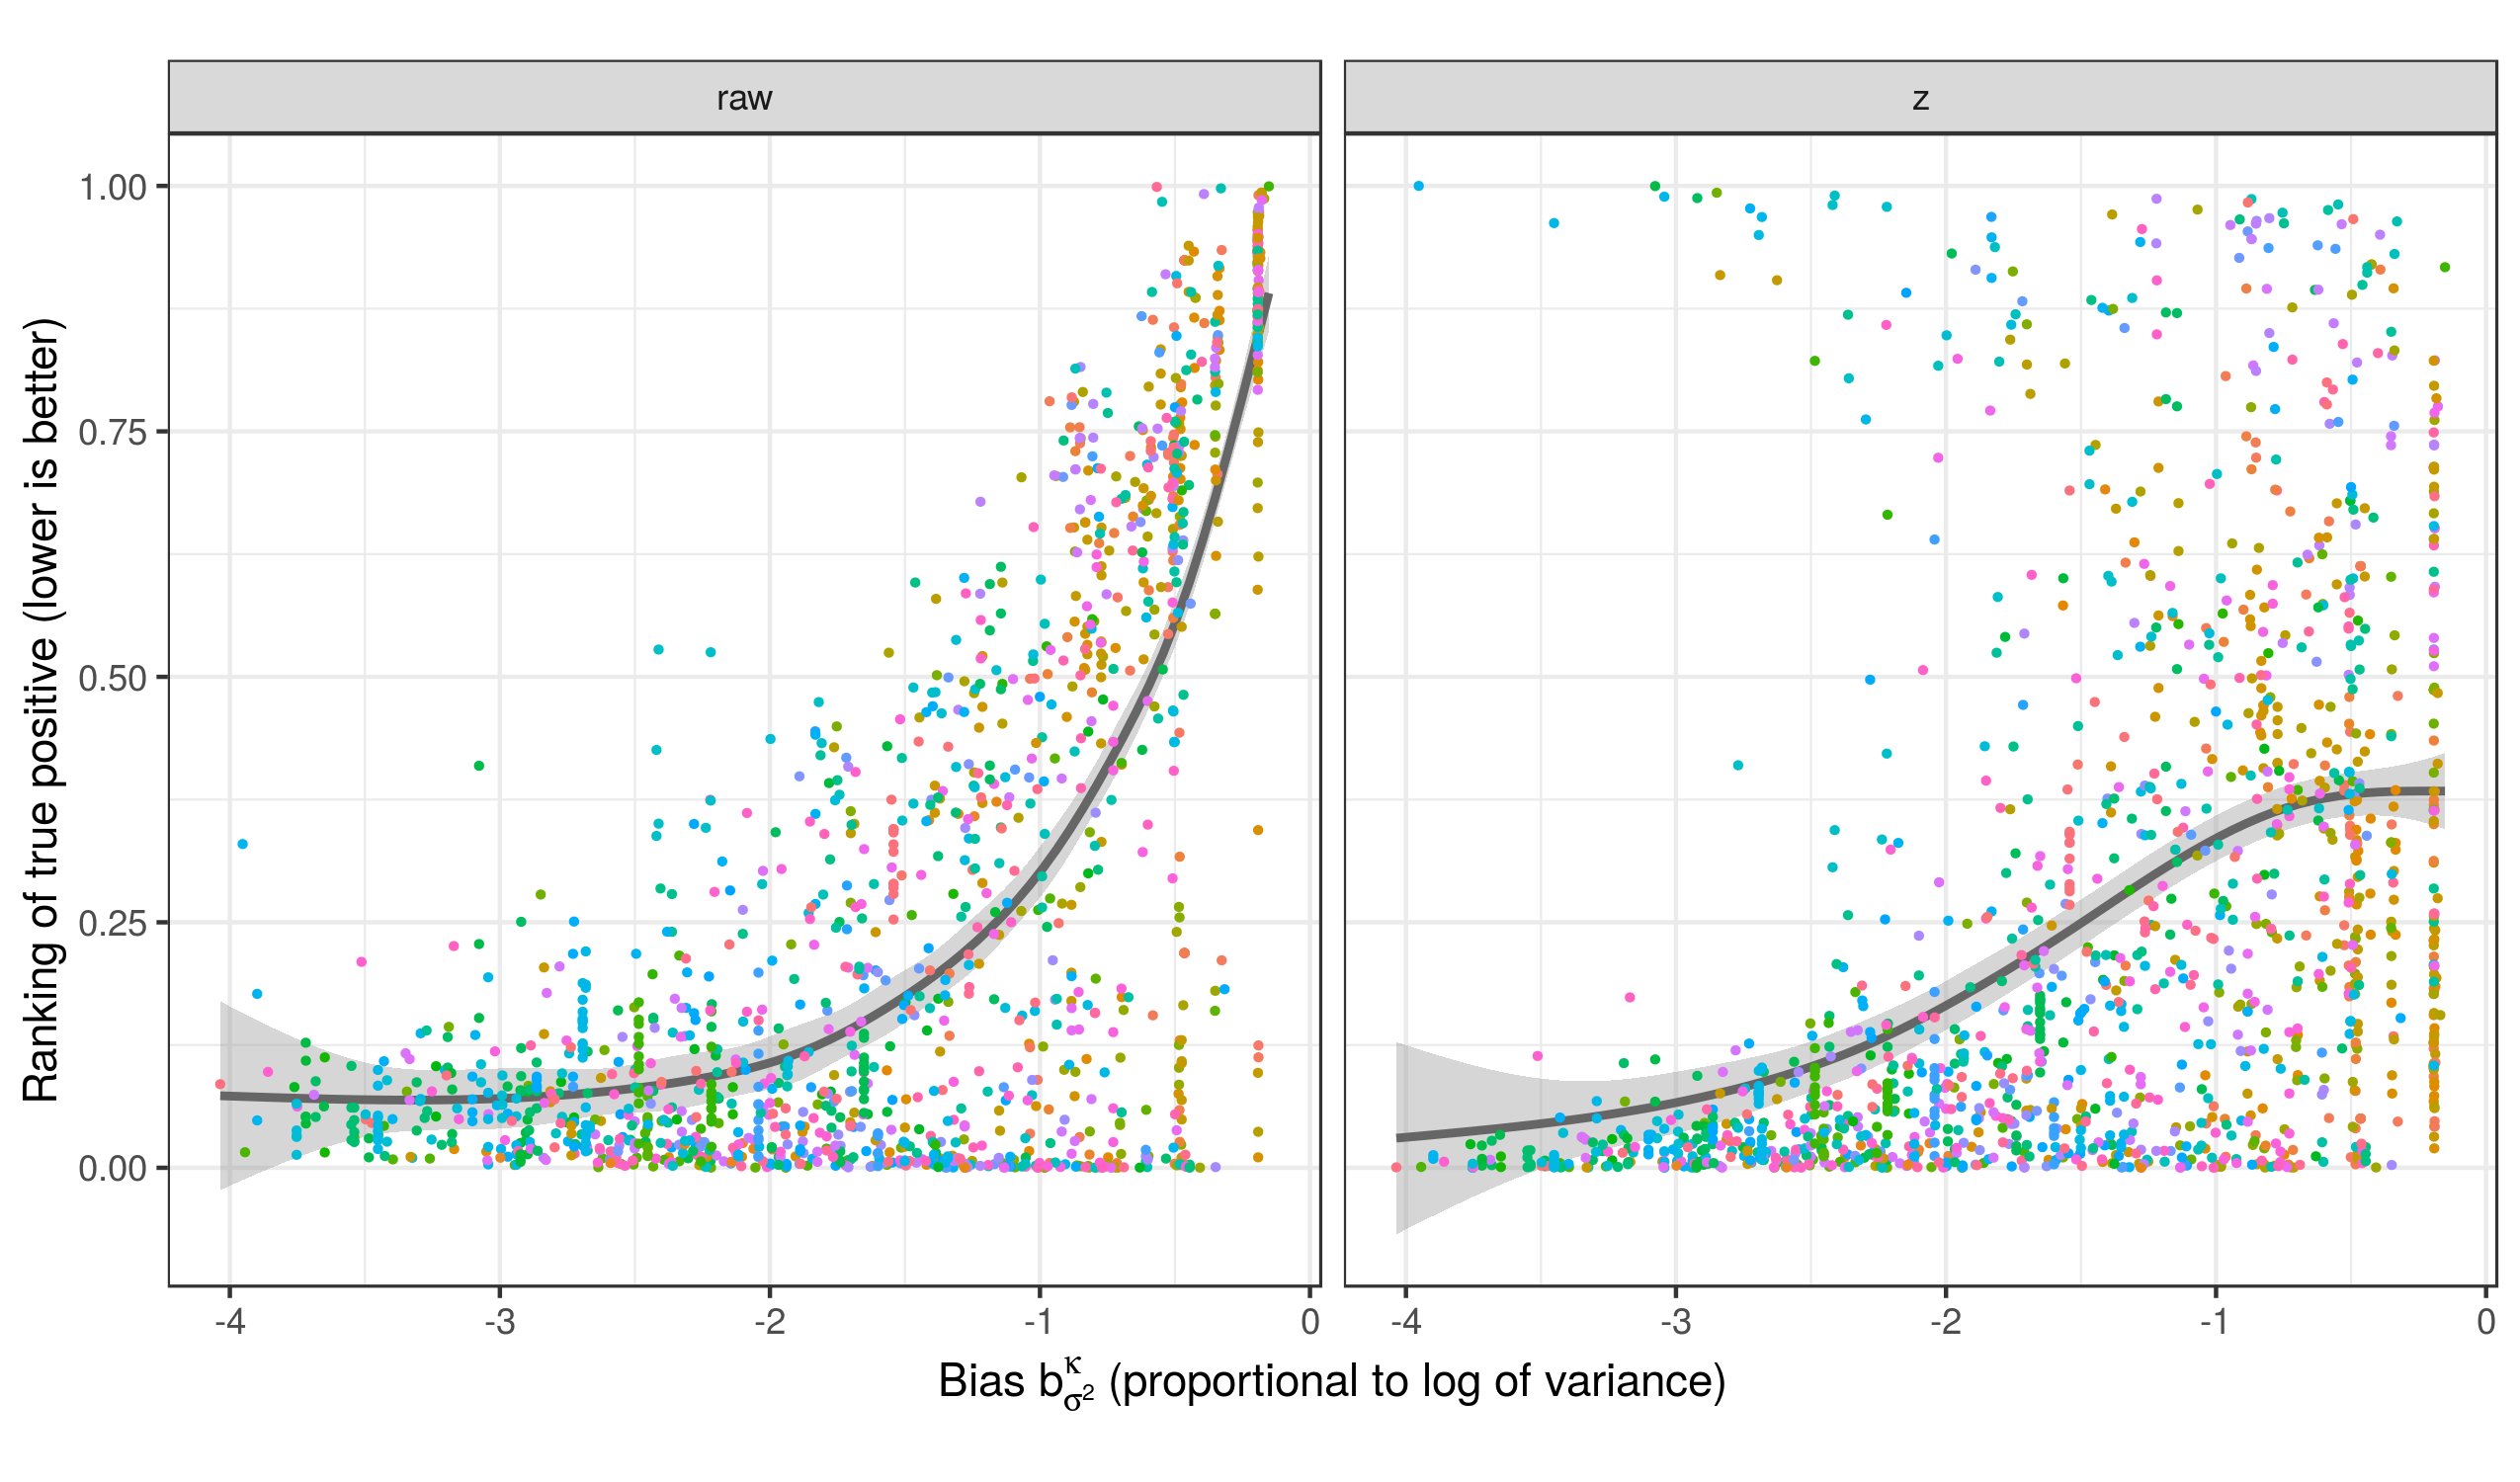 raw
z
Ranking of true positive (lower is better)
1.00
0.75
0.50
0.25
0.00
-4 -3 -2 -1 0
-4 -3 -2 -1 0
Bias b^κ_σ² (proportional to log of variance)